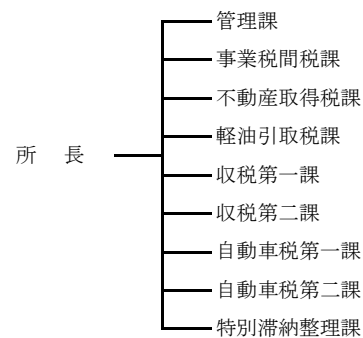 管理課
事業税間税課
不動産取得税課
軽油引取税課
所　長
収税第一課
収税第二課
自動車税第一課
自動車税第二課
特別滞納整理課